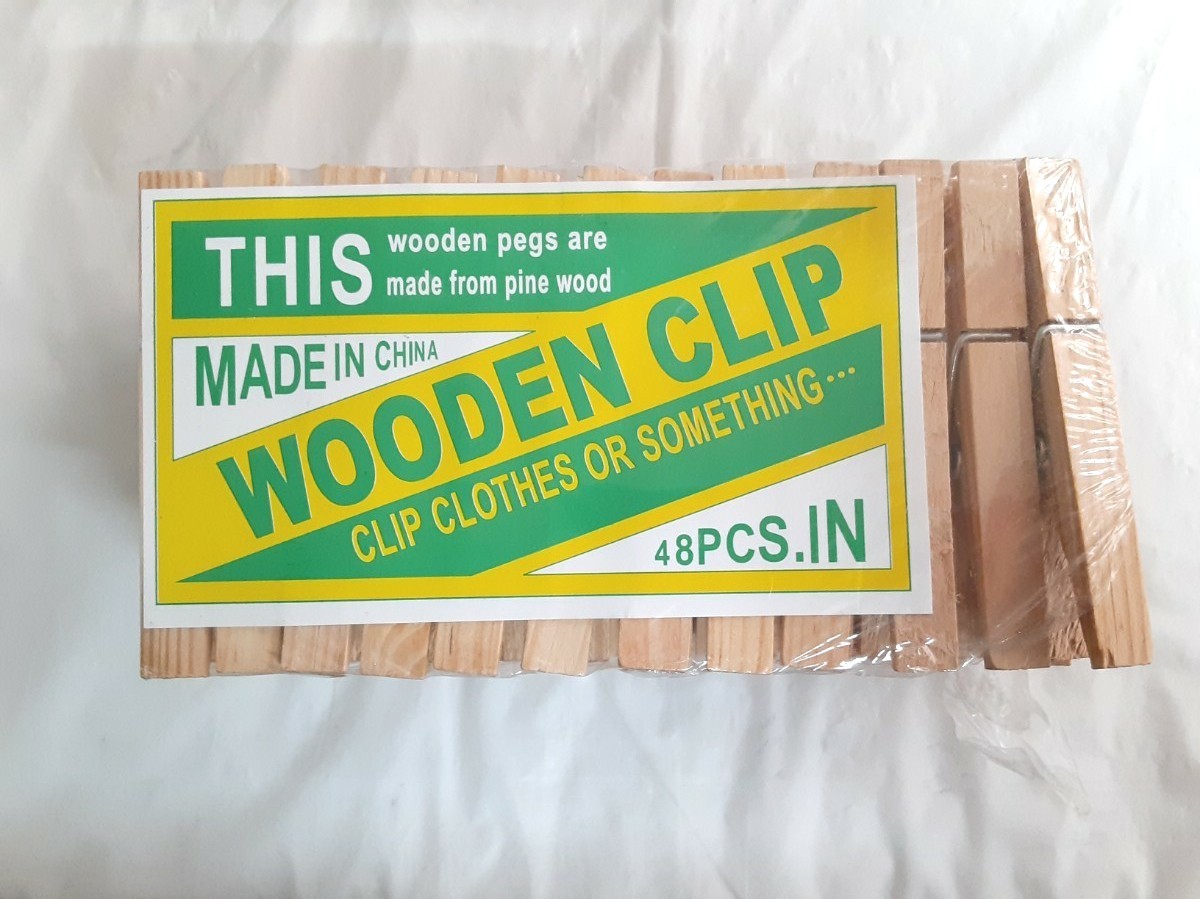 THIS wooden pegs are
made from pine wood
MADE IN CHINA
WOODEN CLIP
CLIP CLOTHES OR SOMETHING...
48PCS.IN